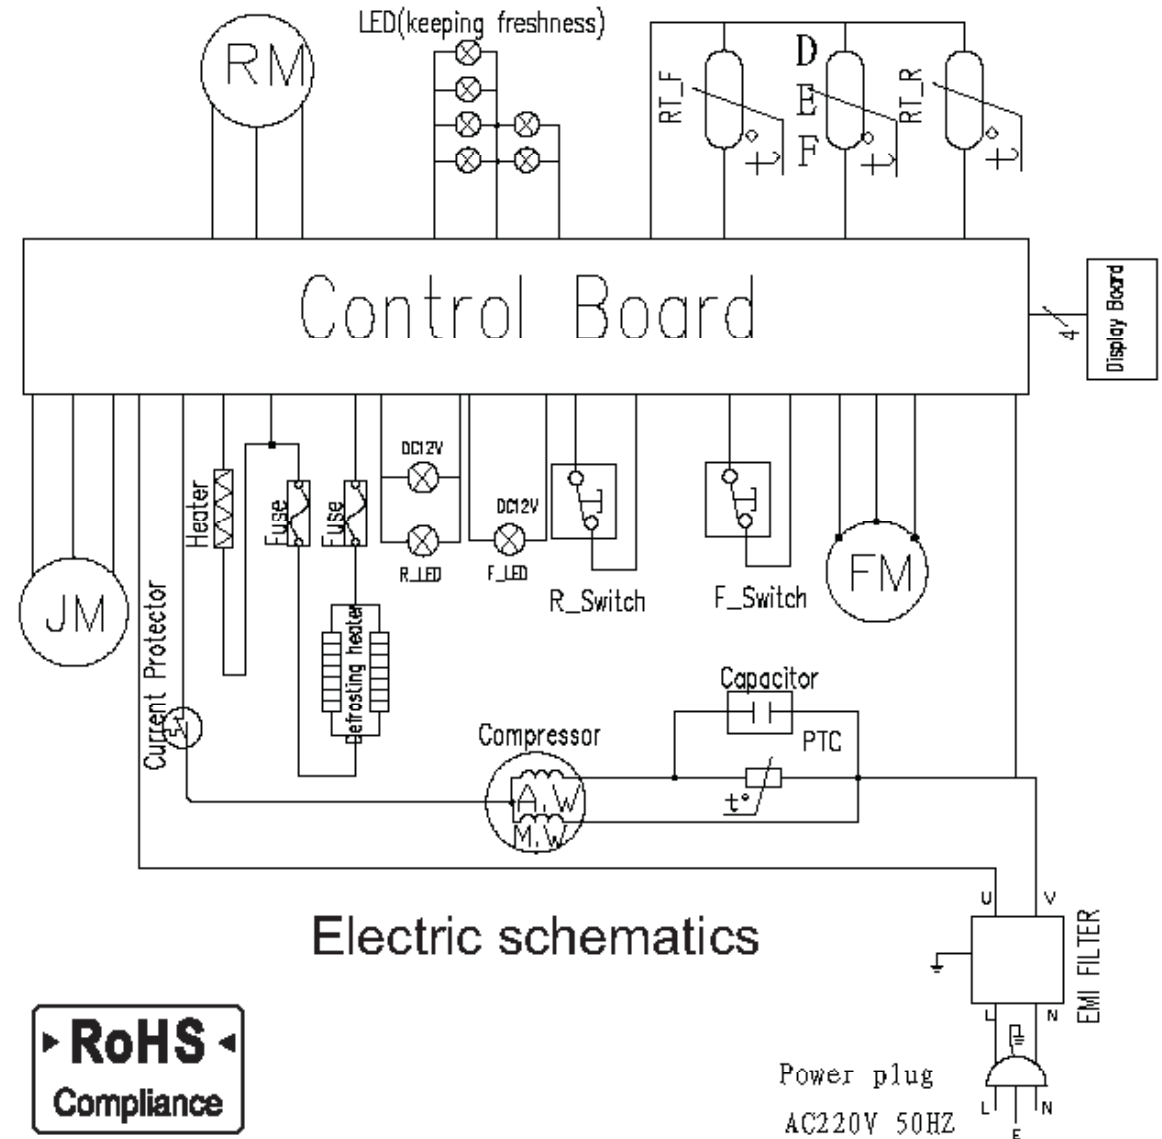 LED(keeping freshness)
RM
RT_F
D
E
F
RT_R
t°
t°
t°
Control Board
4
Display Board
DC12V
DC12V
Heater
Fuse
Fuse
R_LED
F_LED
R_Switch
F_Switch
FM
JM
Current Protector
Defrosting heater
Capacitor
PTC
t°
Compressor
A.W
M.W
U
V
Electric schematics
EMI FILTER
L
N
RoHS
Compliance
Power plug
AC220V 50HZ
L
N
E